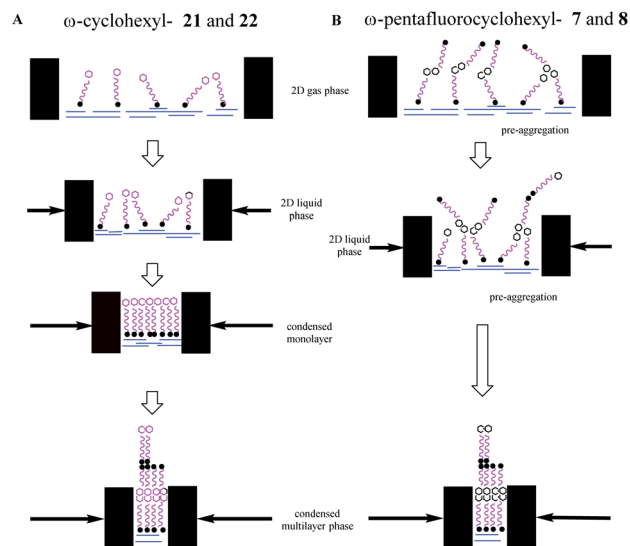 A ω-cyclohexyl- 21 and 22
2D gas phase
2D liquid
phase
condensed
monolayer
condensed
multilayer phase
B ω-pentafluorocyclohexyl- 7 and 8
pre-aggregation
2D liquid
phase
pre-aggregation